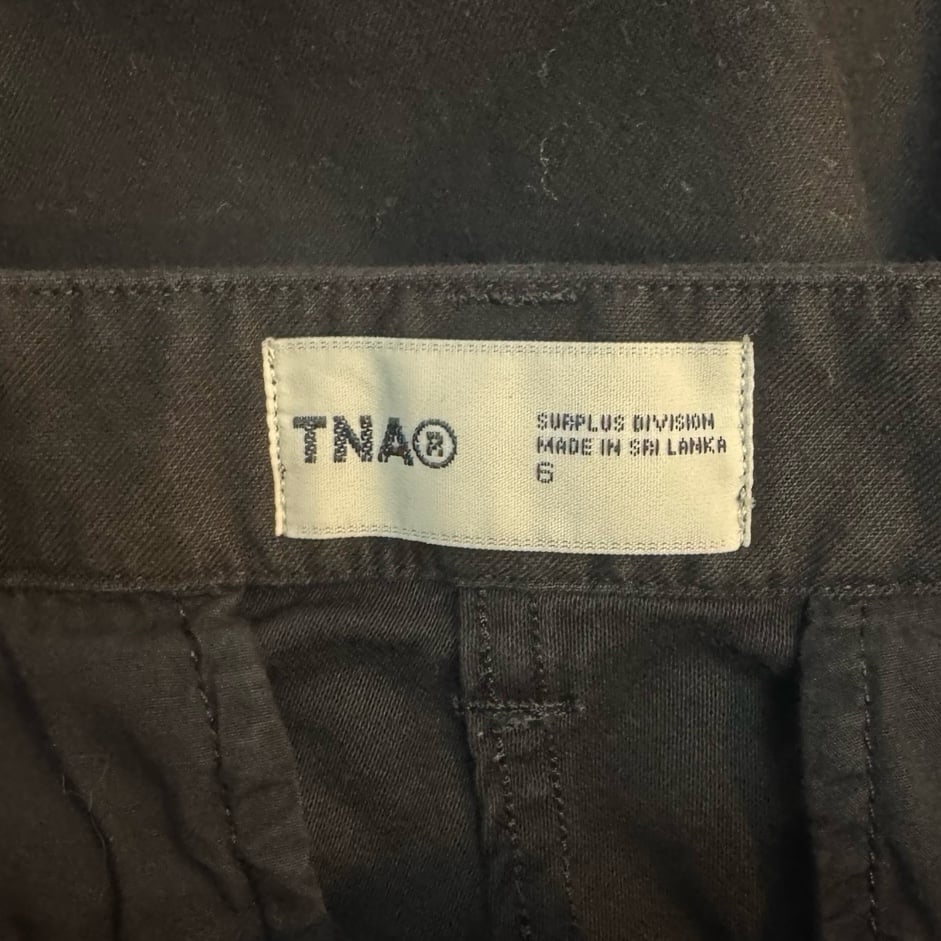 TNA®
SURPLUS DIVISION
MADE IN SRI LANKA
6